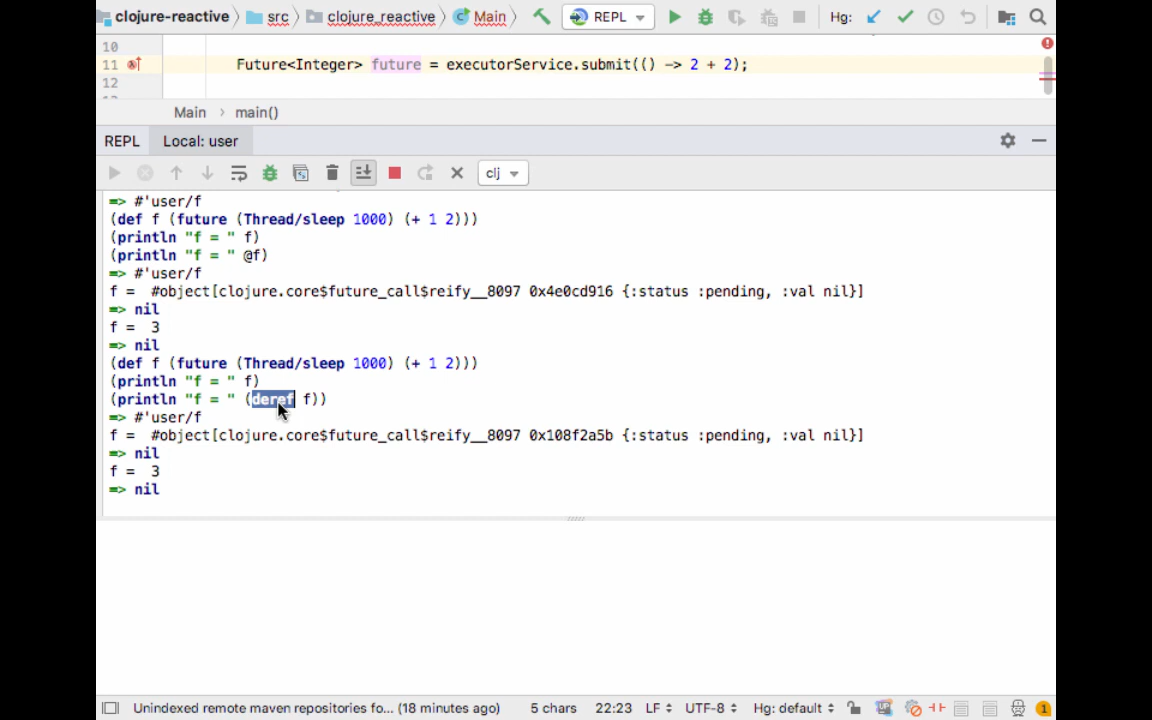 clojure-reactive src clojure_reactive Main REPL Hg:
10
11 Future<Integer> future = executorService.submit(() -> 2 + 2);
12
Main main()
REPL Local: user
clj
=> #'user/f
(def f (future (Thread/sleep 1000) (+ 1 2)))
(println "f = " f)
(println "f = " @f)
=> #'user/f
f =  #object[clojure.core$future_call$reify__8097 0x4e0cd916 {:status :pending, :val nil}]
=> nil
f =  3
=> nil
(def f (future (Thread/sleep 1000) (+ 1 2)))
(println "f = " f)
(println "f = " (deref f))
=> #'user/f
f =  #object[clojure.core$future_call$reify__8097 0x108f2a5b {:status :pending, :val nil}]
=> nil
f =  3
=> nil
Unindexed remote maven repositories fo... (18 minutes ago) 5 chars 22:23 LF UTF-8 Hg: default 1